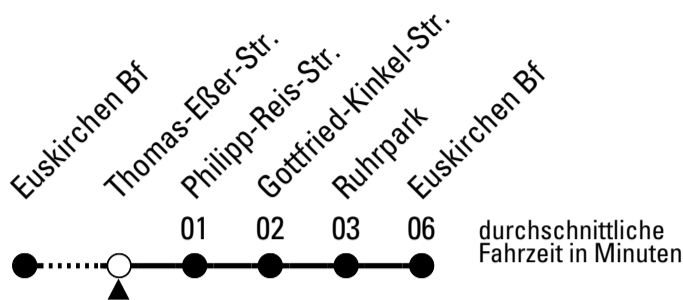 Euskirchen Bf
Thomas-Eßer-Str.
Philipp-Reis-Str.
Gottfried-Kinkel-Str.
Ruhrpark
Euskirchen Bf
01 02 03 06
durchschnittliche
Fahrzeit in Minuten